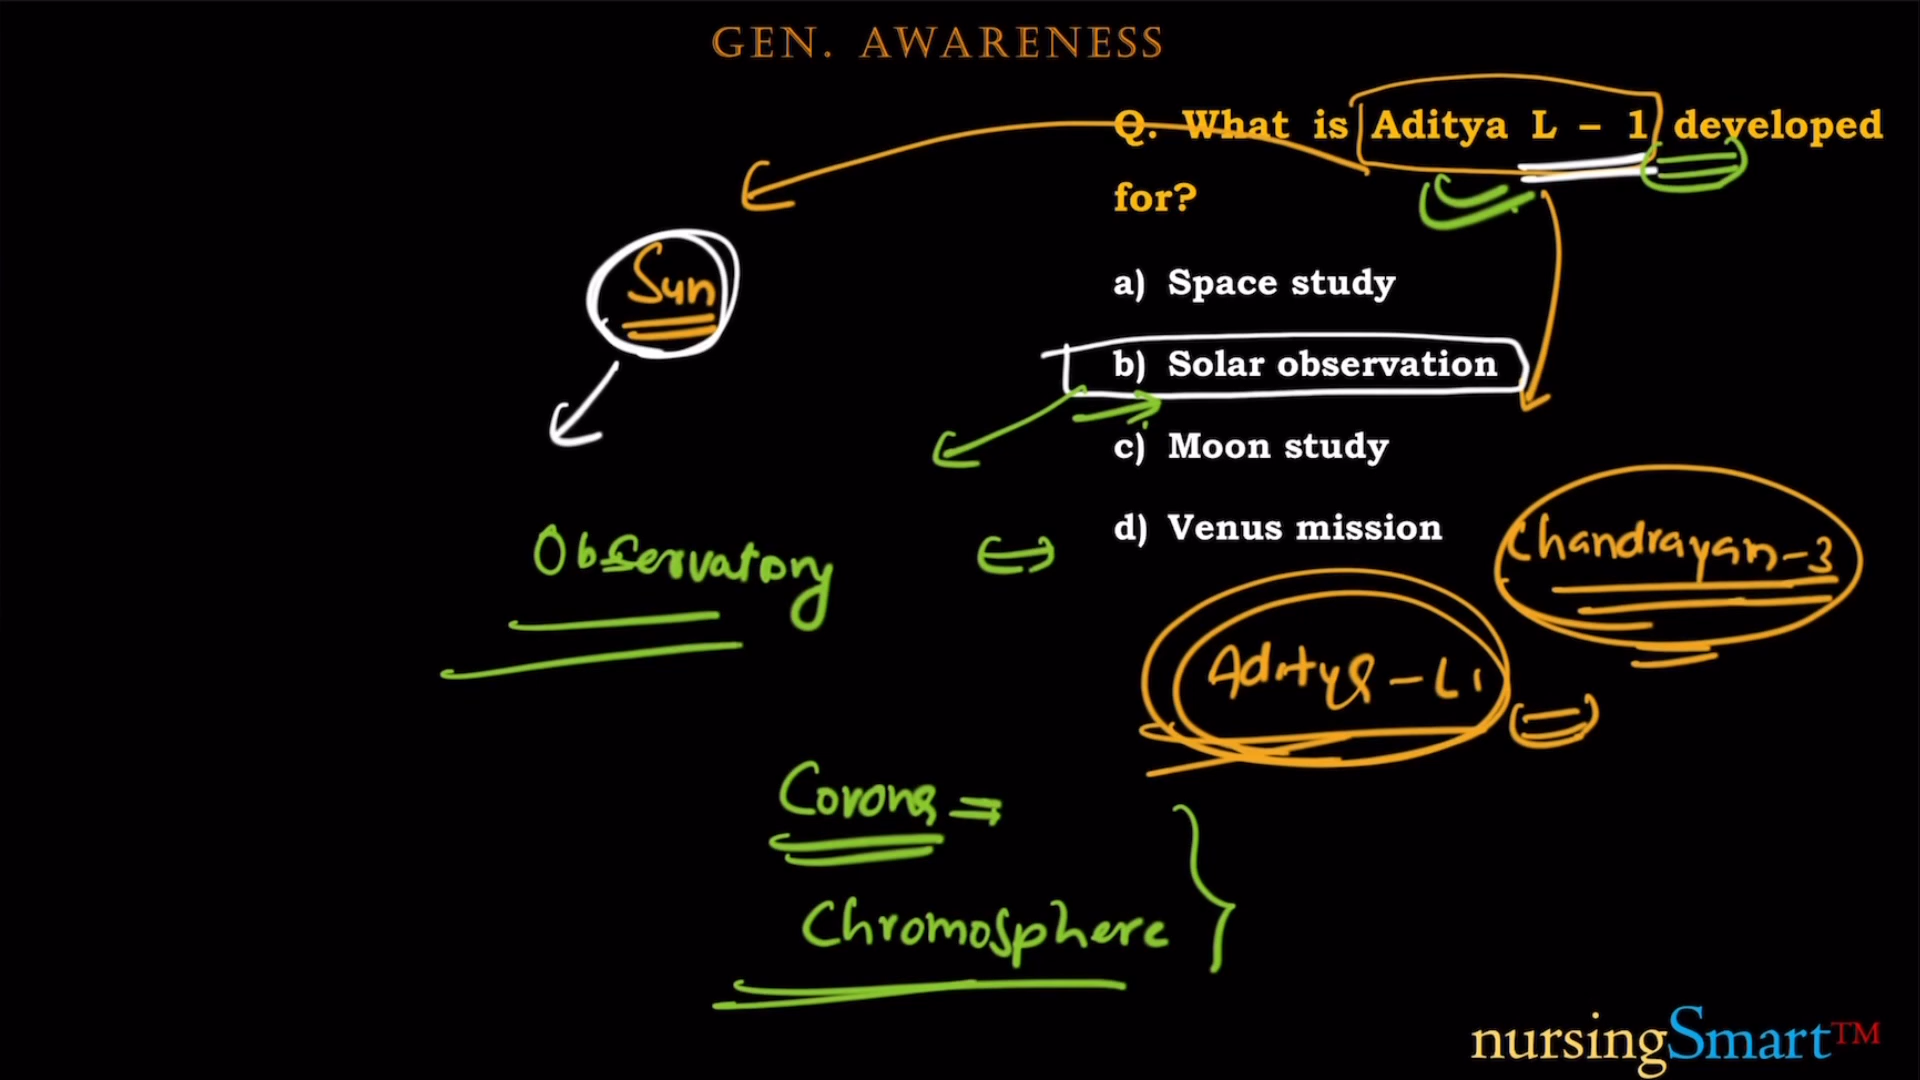 GEN. AWARENESS
Q. What is Aditya L – 1 developed
for?
Sun
a) Space study
b) Solar observation
c) Moon study
d) Venus mission
Chandrayan-3
Observatory
Aditya-L1
Corona
Chromosphere
nursingSmart™